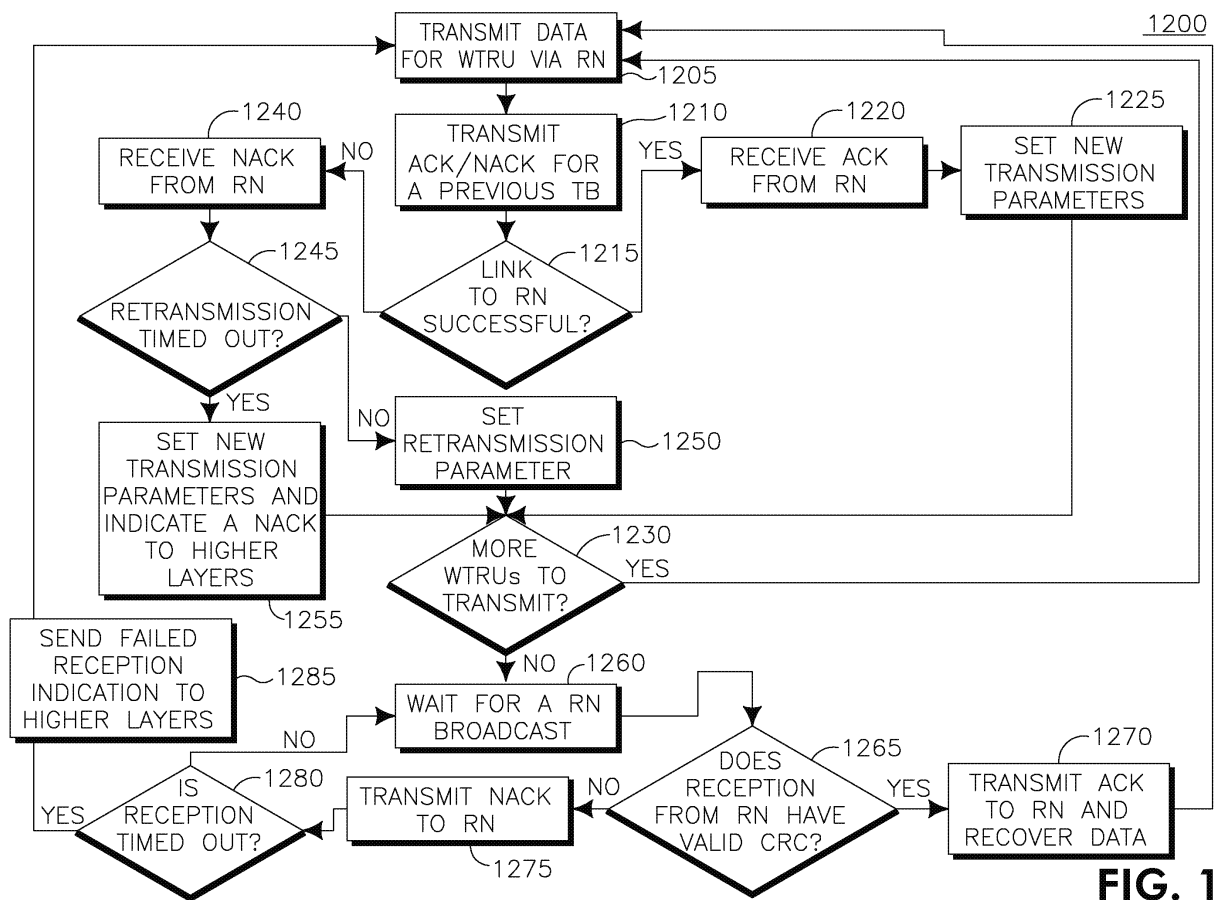 1200
TRANSMIT DATA
FOR WTRU VIA RN
1205
1240
RECEIVE NACK
FROM RN
NO
1210
TRANSMIT
ACK/NACK FOR
A PREVIOUS TB
YES
1220
RECEIVE ACK
FROM RN
1225
SET NEW
TRANSMISSION
PARAMETERS
1245
RETRANSMISSION
TIMED OUT?
1215
LINK
TO RN
SUCCESSFUL?
YES
NO
SET
RETRANSMISSION
PARAMETER
1250
SET NEW
TRANSMISSION
PARAMETERS AND
INDICATE A NACK
TO HIGHER
LAYERS
1255
1230
MORE
WTRUs TO
TRANSMIT?
YES
NO
SEND FAILED
RECEPTION
INDICATION TO
HIGHER LAYERS
1285
1260
WAIT FOR A RN
BROADCAST
NO
1280
IS
RECEPTION
TIMED OUT?
YES
TRANSMIT NACK
TO RN
1275
NO
1265
DOES
RECEPTION
FROM RN HAVE
VALID CRC?
YES
1270
TRANSMIT ACK
TO RN AND
RECOVER DATA
FIG. 1